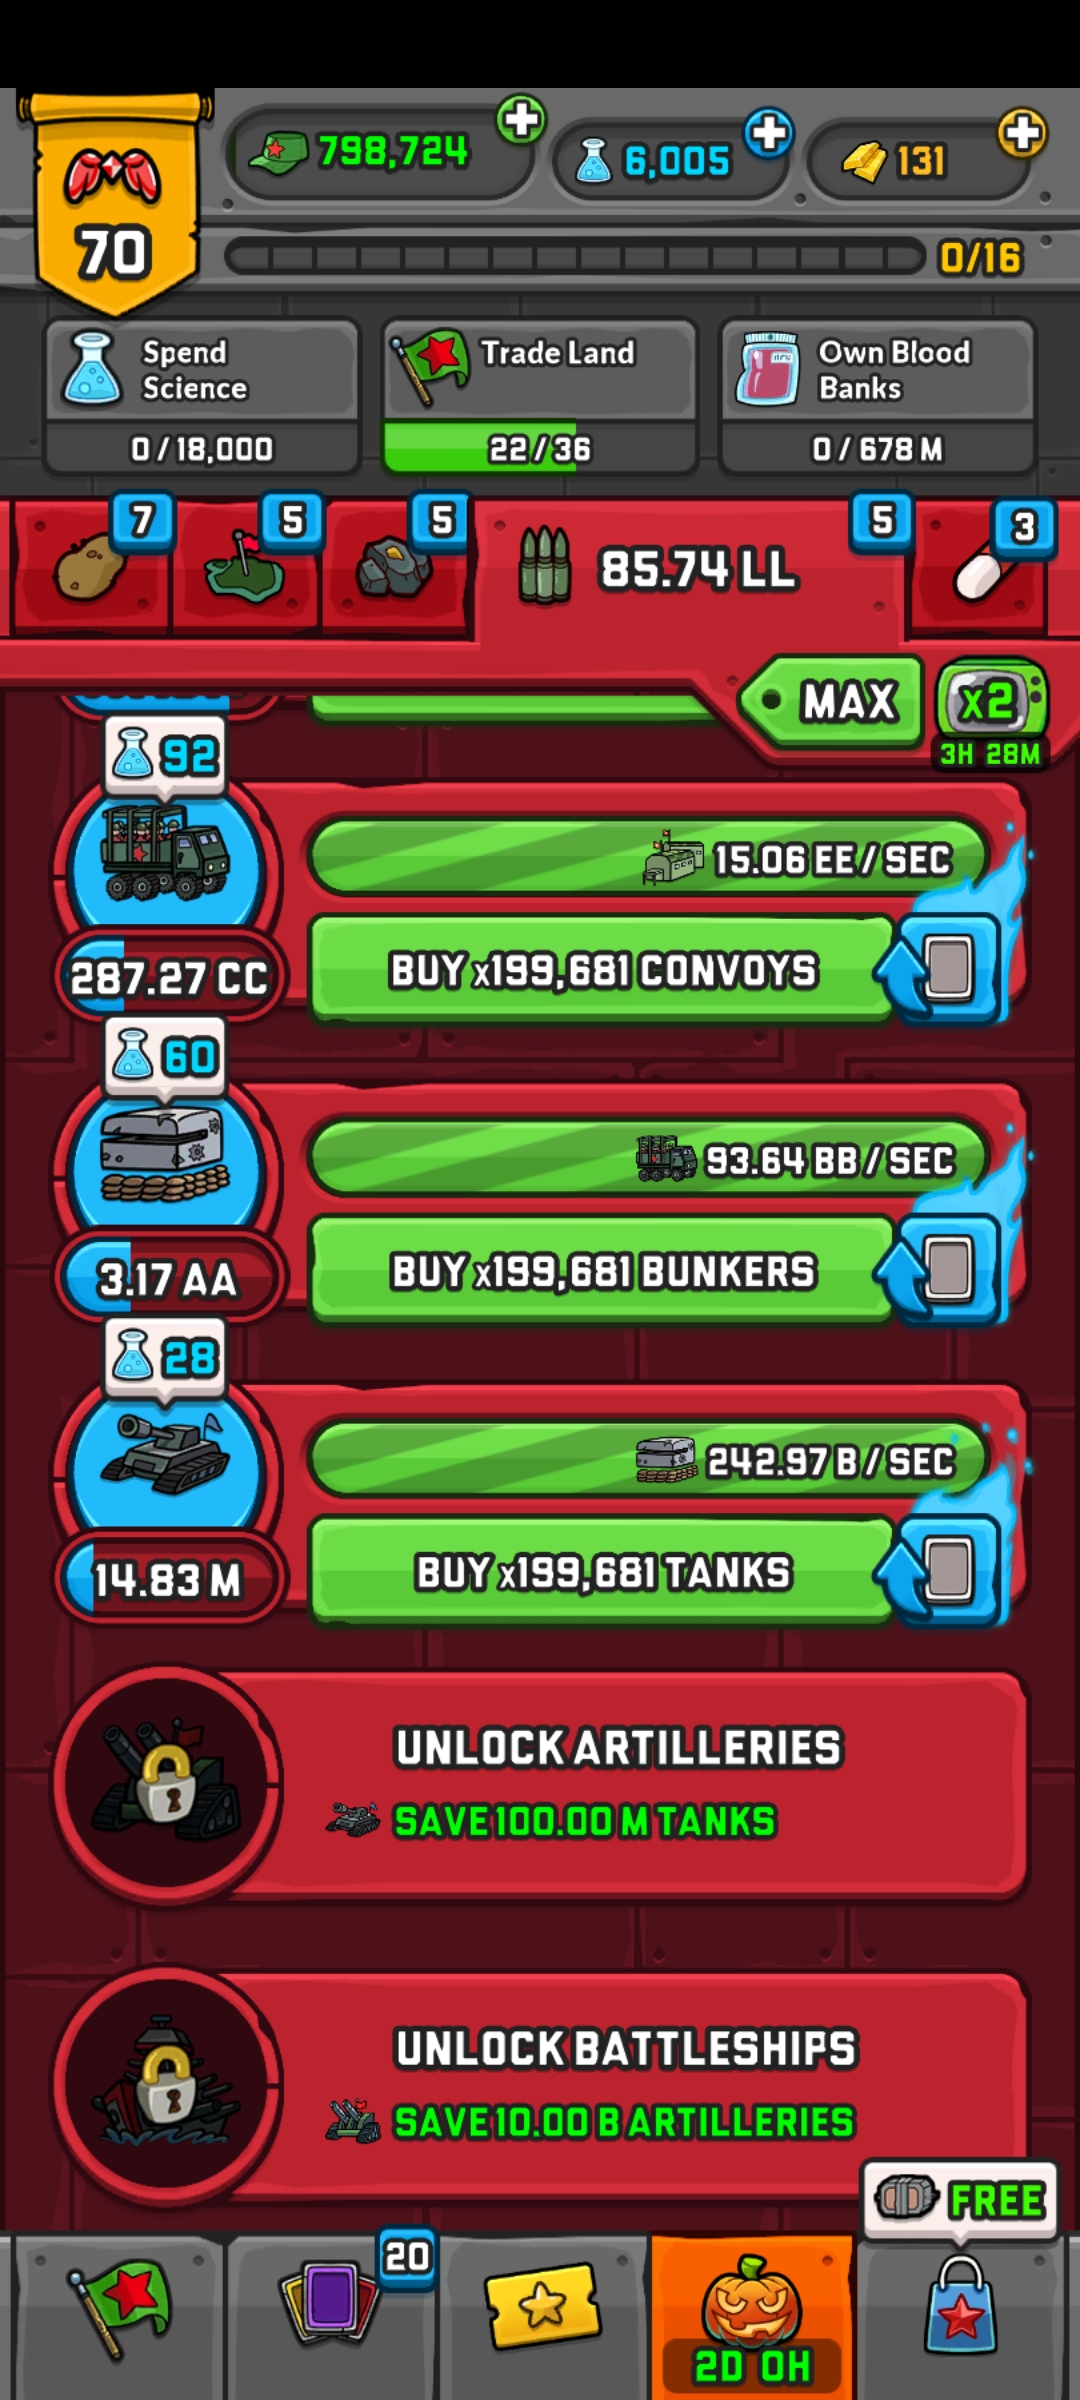 798,724
6,005
131
70
0/16
Spend
Science
0 / 18,000
Trade Land
22 / 36
Own Blood
Banks
0 / 678 M
7
5
5
85.74 LL
5
3
MAX
x2
3H 28M
92
15.06 EE / SEC
BUY x199,681 CONVOYS
287.27 CC
60
93.64 BB / SEC
BUY x199,681 BUNKERS
3.17 AA
28
242.97 B / SEC
BUY x199,681 TANKS
14.83 M
UNLOCK ARTILLERIES
SAVE 100.00 M TANKS
UNLOCK BATTLESHIPS
SAVE 10.00 B ARTILLERIES
FREE
20
2D 0H